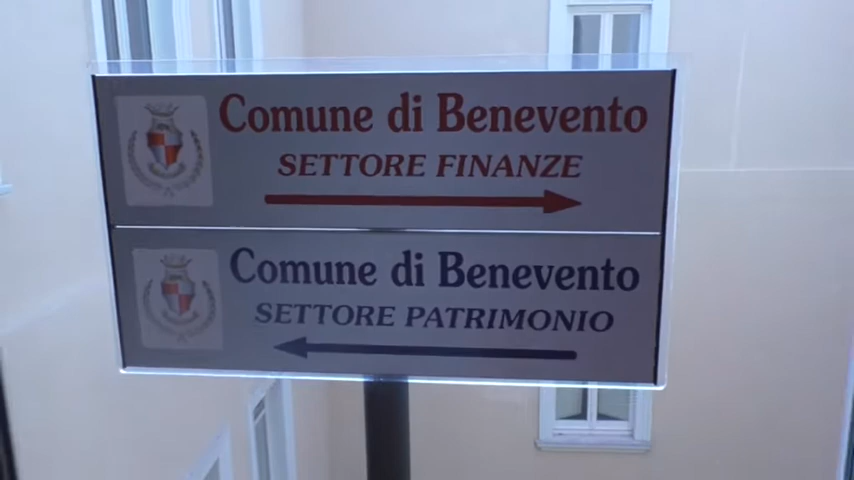 Comune di Benevento
SETTORE FINANZE
Comune di Benevento
SETTORE PATRIMONIO